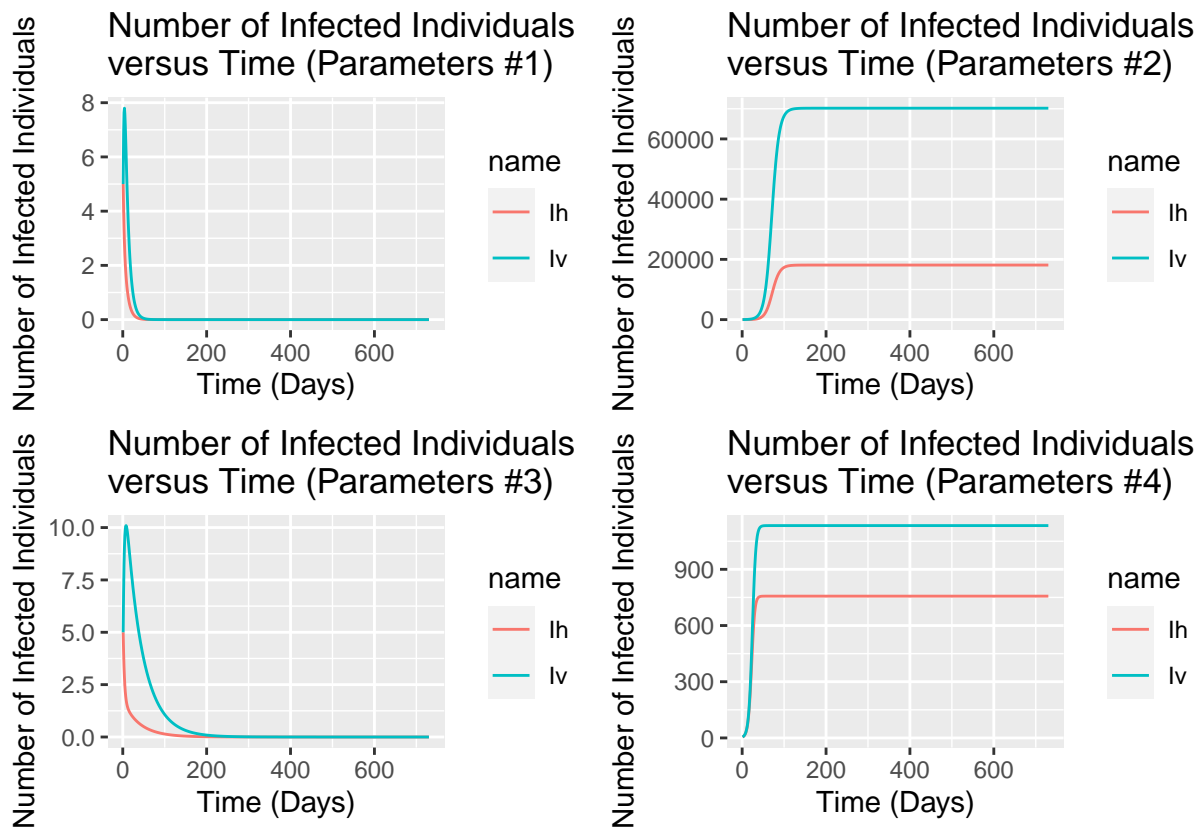 Number of Infected Individuals
versus Time (Parameters #1)
Number of Infected Individuals
8
6
4
2
0
0 200 400 600
Time (Days)
name
Ih
Iv
Number of Infected Individuals
versus Time (Parameters #2)
Number of Infected Individuals
60000
40000
20000
0
0 200 400 600
Time (Days)
name
Ih
Iv
Number of Infected Individuals
versus Time (Parameters #3)
Number of Infected Individuals
10.0
7.5
5.0
2.5
0.0
0 200 400 600
Time (Days)
name
Ih
Iv
Number of Infected Individuals
versus Time (Parameters #4)
Number of Infected Individuals
900
600
300
0
0 200 400 600
Time (Days)
name
Ih
Iv